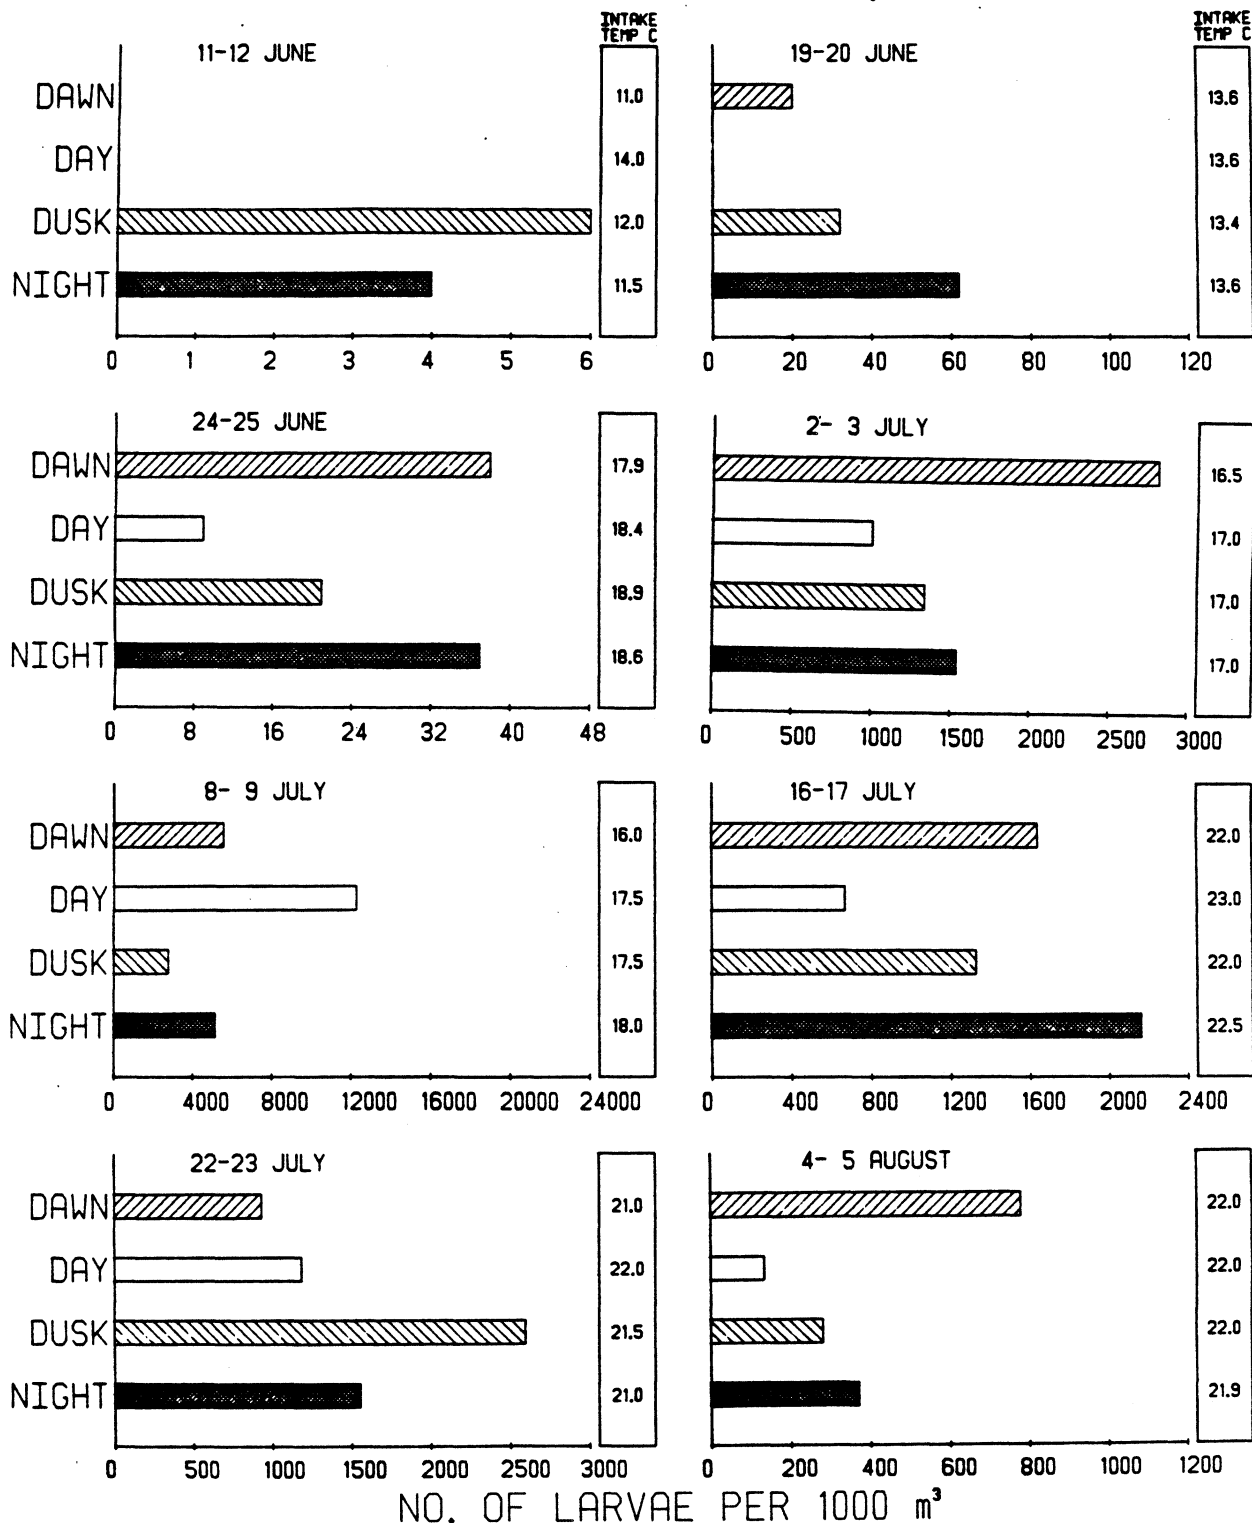 INTAKE
TEMP C
11-12 JUNE
DAWN 11.0
DAY 14.0
DUSK 12.0
NIGHT 11.5
0 1 2 3 4 5 6
INTAKE
TEMP C
19-20 JUNE
13.6
13.6
13.4
13.6
0 20 40 60 80 100 120
24-25 JUNE
DAWN 17.9
DAY 18.4
DUSK 18.9
NIGHT 18.6
0 8 16 24 32 40 48
2- 3 JULY
16.5
17.0
17.0
17.0
0 500 1000 1500 2000 2500 3000
8- 9 JULY
DAWN 16.0
DAY 17.5
DUSK 17.5
NIGHT 18.0
0 4000 8000 12000 16000 20000 24000
16-17 JULY
22.0
23.0
22.0
22.5
0 400 800 1200 1600 2000 2400
22-23 JULY
DAWN 21.0
DAY 22.0
DUSK 21.5
NIGHT 21.0
0 500 1000 1500 2000 2500 3000
4- 5 AUGUST
22.0
22.0
22.0
21.9
0 200 400 600 800 1000 1200
NO. OF LARVAE PER 1000 m³